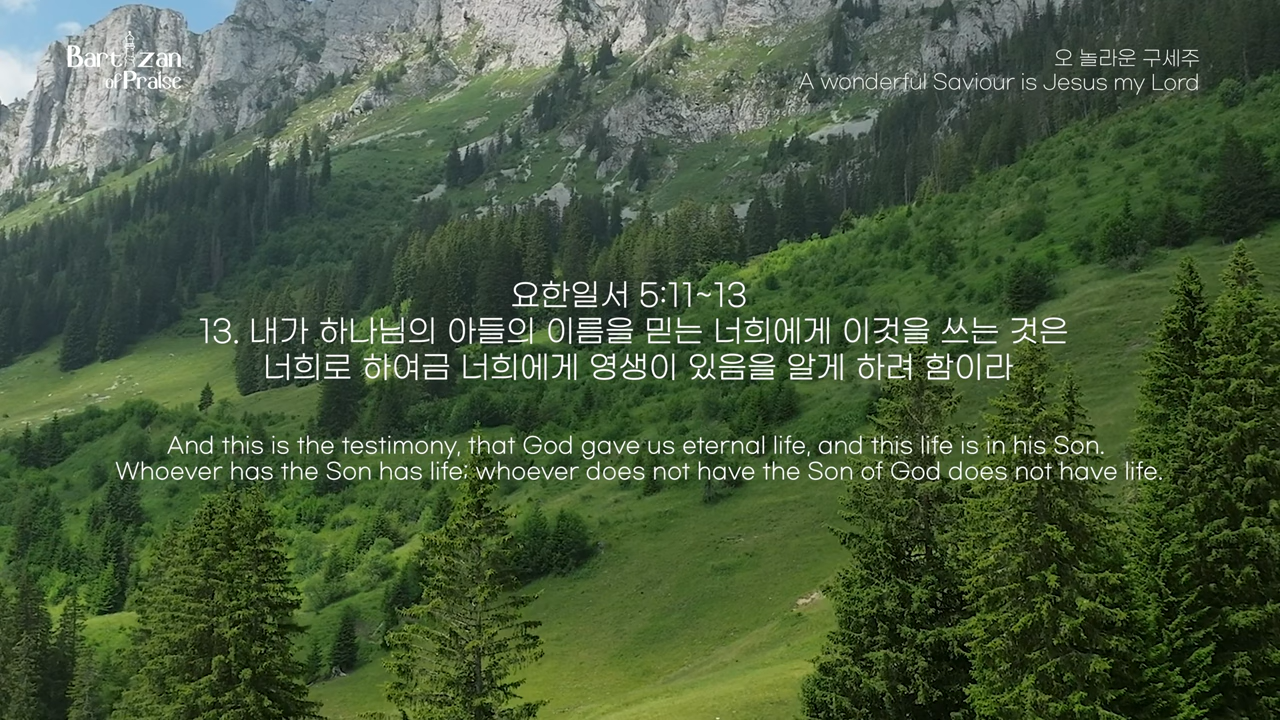 Bartizan
of Praise
오 놀라운 구세주
A wonderful Saviour is Jesus my Lord
요한일서 5:11~13
13. 내가 하나님의 아들의 이름을 믿는 너희에게 이것을 쓰는 것은
너희로 하여금 너희에게 영생이 있음을 알게 하려 함이라
And this is the testimony, that God gave us eternal life, and this life is in his Son.
Whoever has the Son has life; whoever does not have the Son of God does not have life.